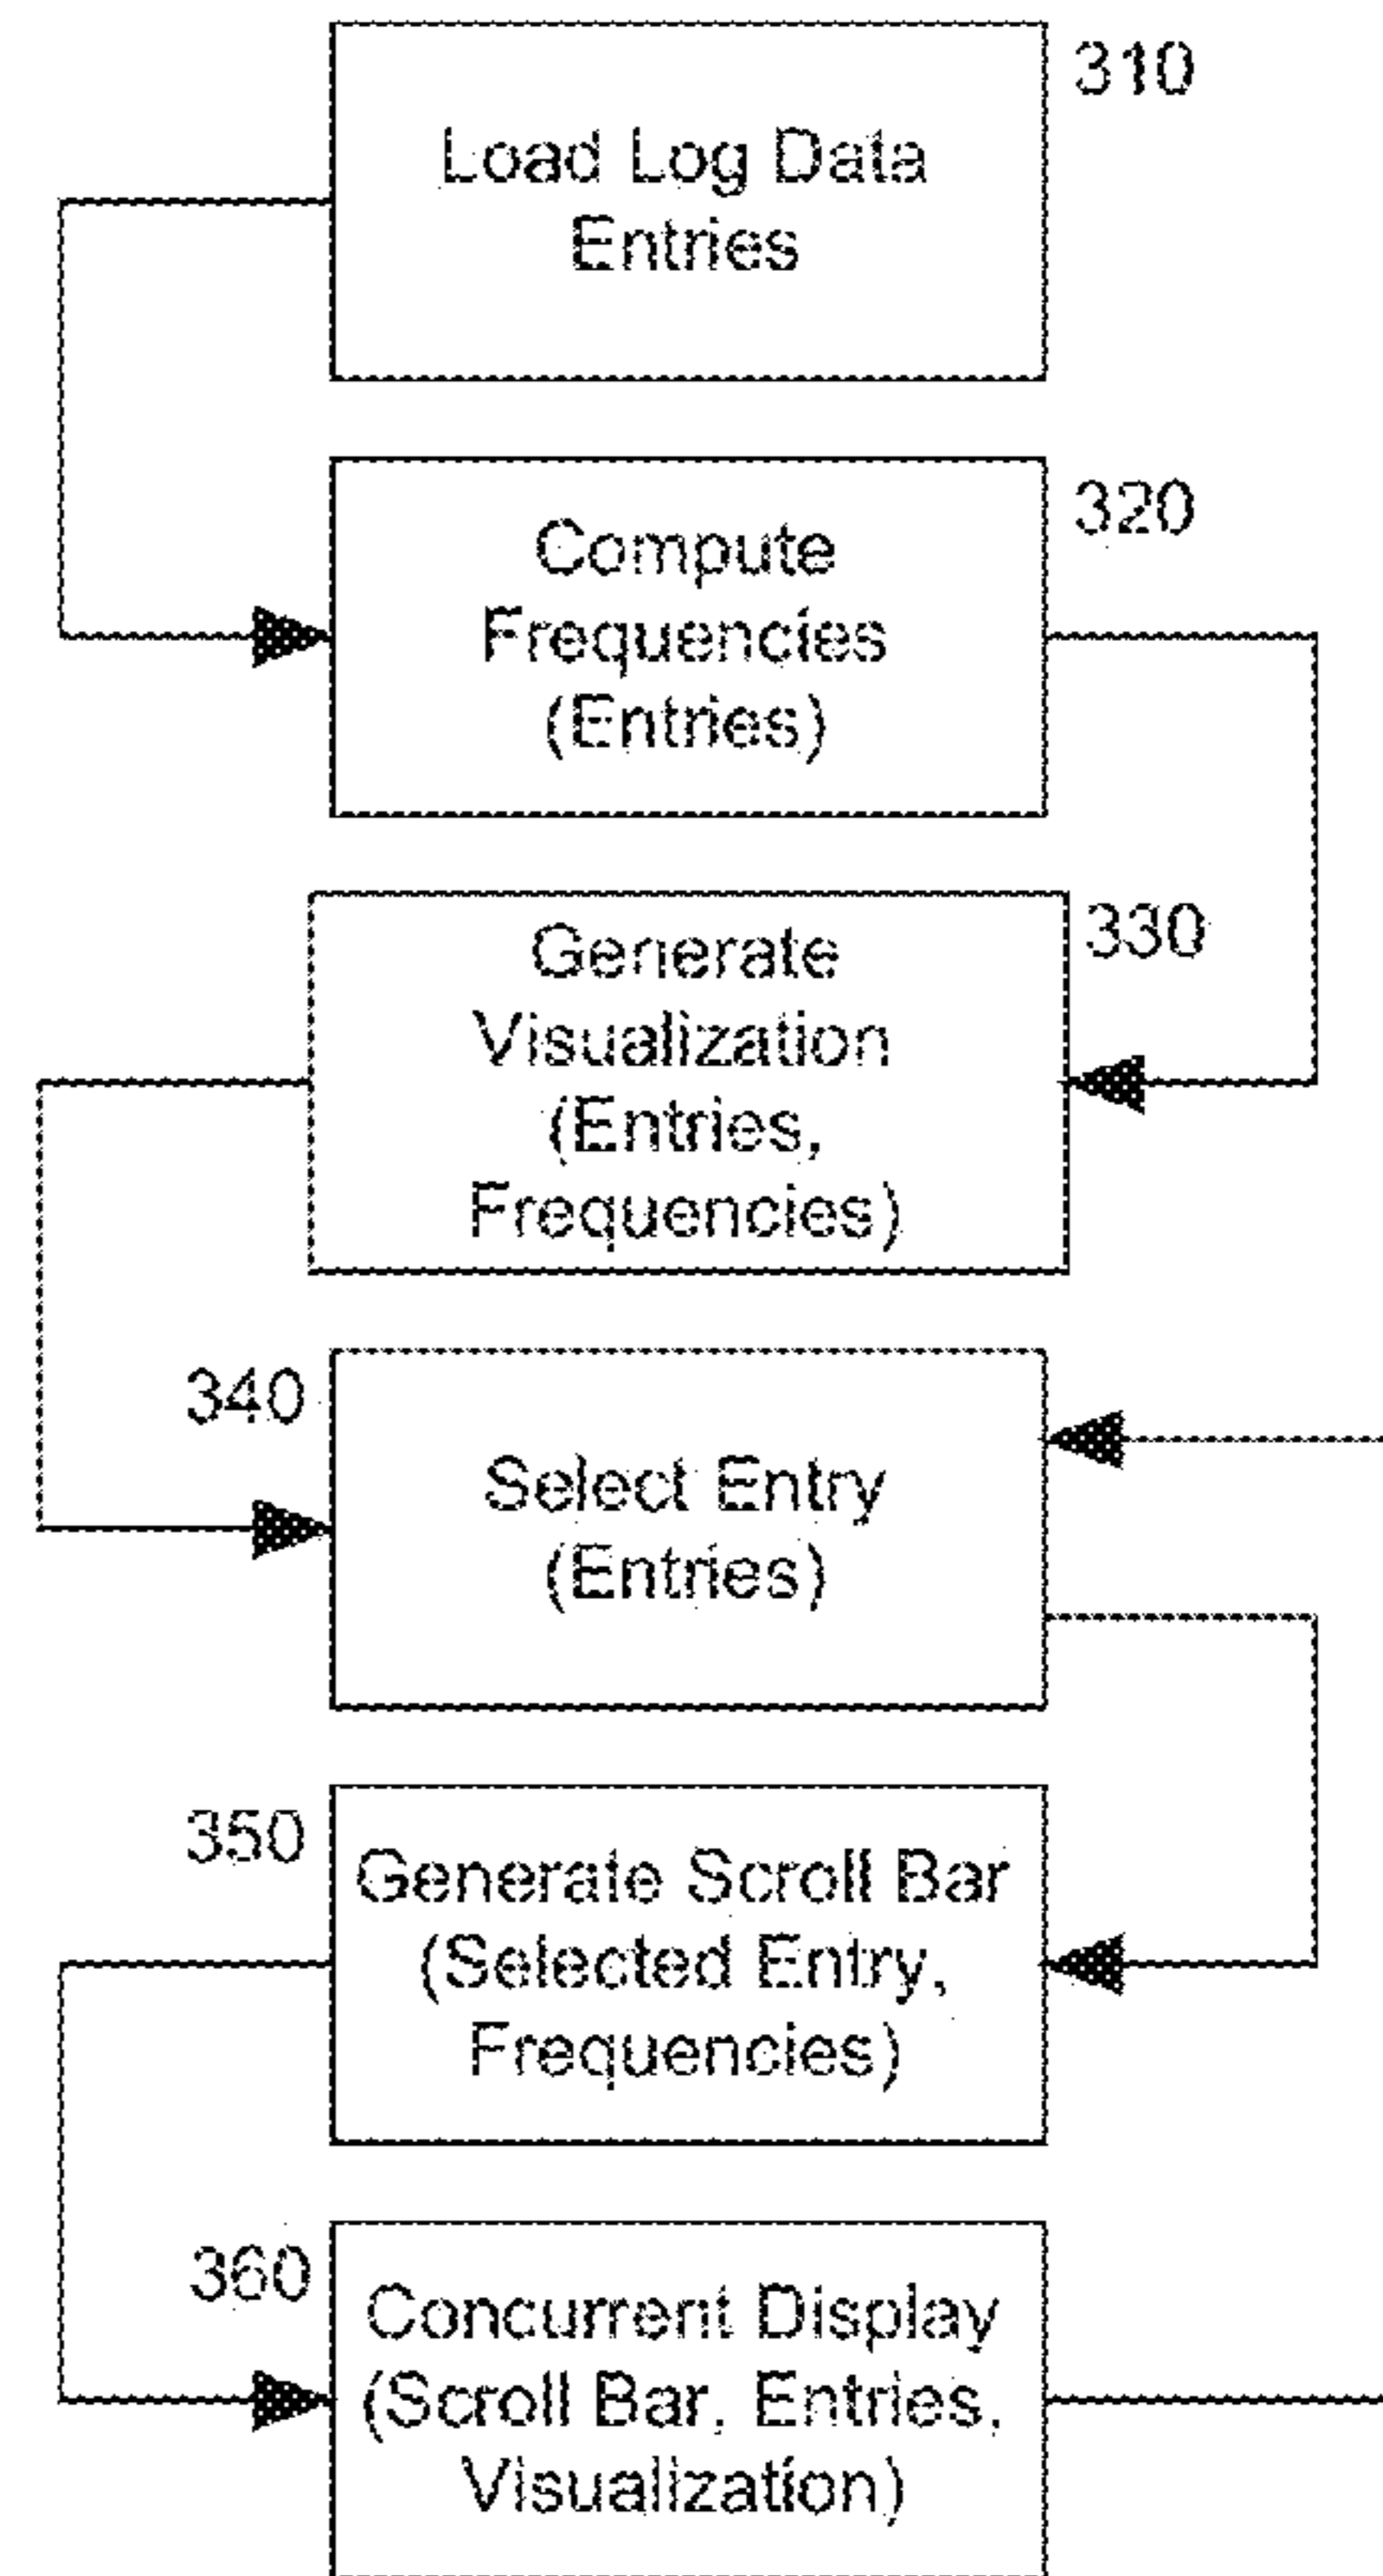 310
Load Log Data
Entries
320
Compute
Frequencies
(Entries)
330
Generate
Visualization
(Entries,
Frequencies)
340
Select Entry
(Entries)
350
Generate Scroll Bar
(Selected Entry,
Frequencies)
360
Concurrent Display
(Scroll Bar, Entries,
Visualization)